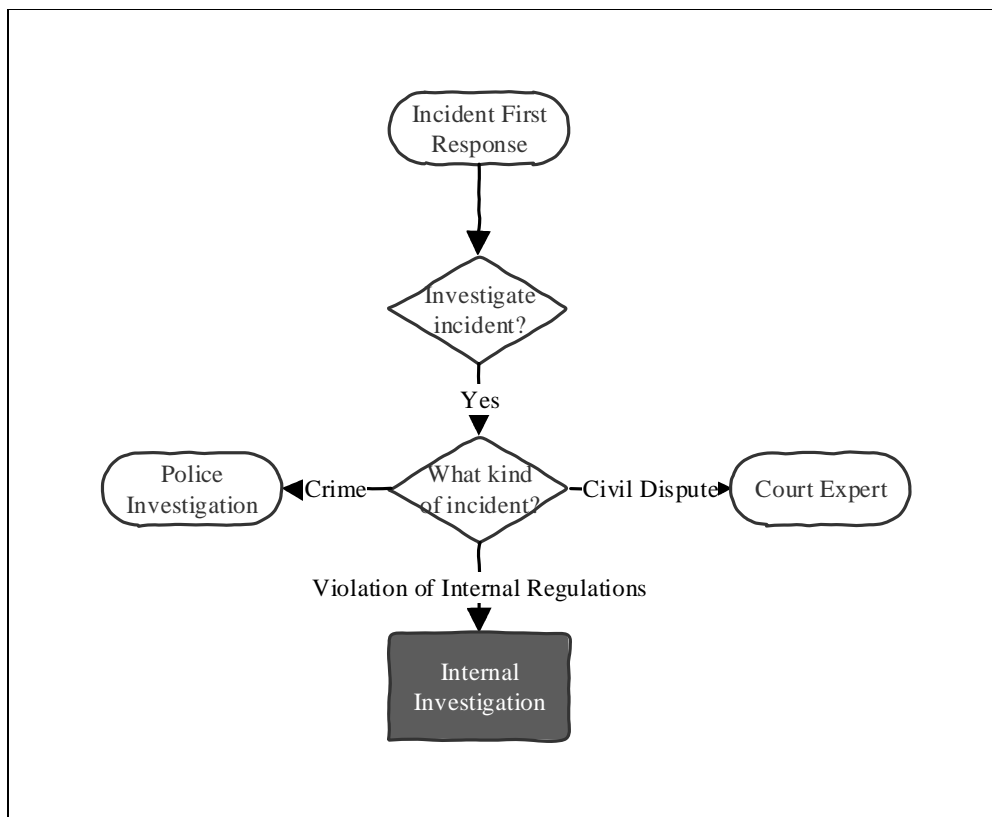 Incident First
Response
Investigate
incident?
Yes
Police
Investigation
Crime
What kind
of incident?
Civil Dispute
Court Expert
Violation of Internal Regulations
Internal
Investigation